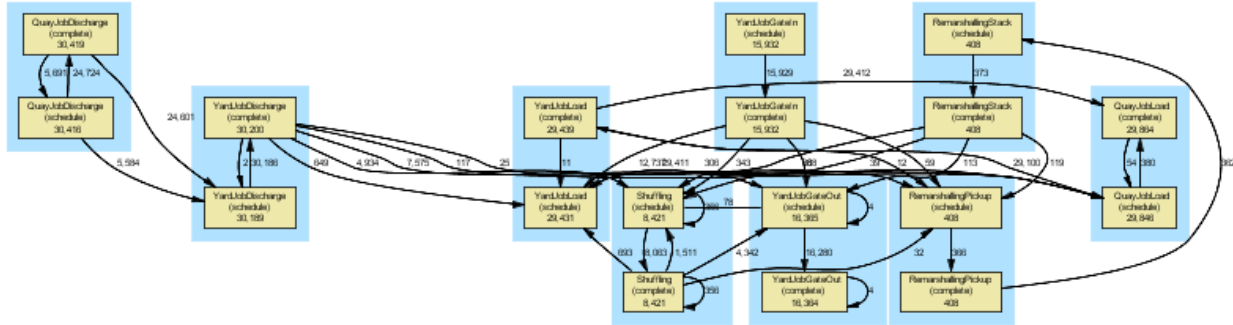 QuayJobDischarge
(complete)
30,419
YardJobGateIn
(schedule)
15,932
RemarshallingStack
(schedule)
408
5,691
24,724
15,929
29,412
373
QuayJobDischarge
(schedule)
30,416
YardJobDischarge
(complete)
30,200
YardJobLoad
(complete)
29,439
YardJobGateIn
(complete)
15,932
RemarshallingStack
(complete)
408
QuayJobLoad
(complete)
29,864
24,601
5,584
30,186
649
4,934
7,575
117
25
11
29,411
306
343
39
12
59
113
29,100
119
54
380
362
YardJobDischarge
(schedule)
30,189
YardJobLoad
(schedule)
29,431
Shuffling
(schedule)
8,421
78
YardJobGateOut
(schedule)
16,365
4
RemarshallingPickup
(schedule)
408
QuayJobLoad
(schedule)
29,846
693
1,511
4,342
16,280
32
366
Shuffling
(complete)
8,421
356
YardJobGateOut
(complete)
16,364
4
RemarshallingPickup
(complete)
408